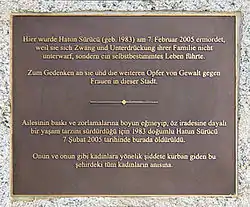 Hier wurde Hatun Sürücü (geb. 1983) am 7. Februar 2005 ermordet,
weil sie sich Zwang und Unterdrückung ihrer Familie nicht
unterwarf, sondern ein selbstbestimmtes Leben führte.
Zum Gedenken an sie und die weiteren Opfer von Gewalt gegen
Frauen in dieser Stadt.
Ailesinin baskı ve zorlamalarına boyun eğmeyip, öz iradesine dayalı
bir yaşam tarzını sürdürdüğü için 1983 doğumlu Hatun Sürücü
7 Şubat 2005 tarihinde burada öldürüldü.
Onun ve onun gibi kadınlara yönelik şiddete kurban giden bu
şehirdeki tüm kadınların anısına.